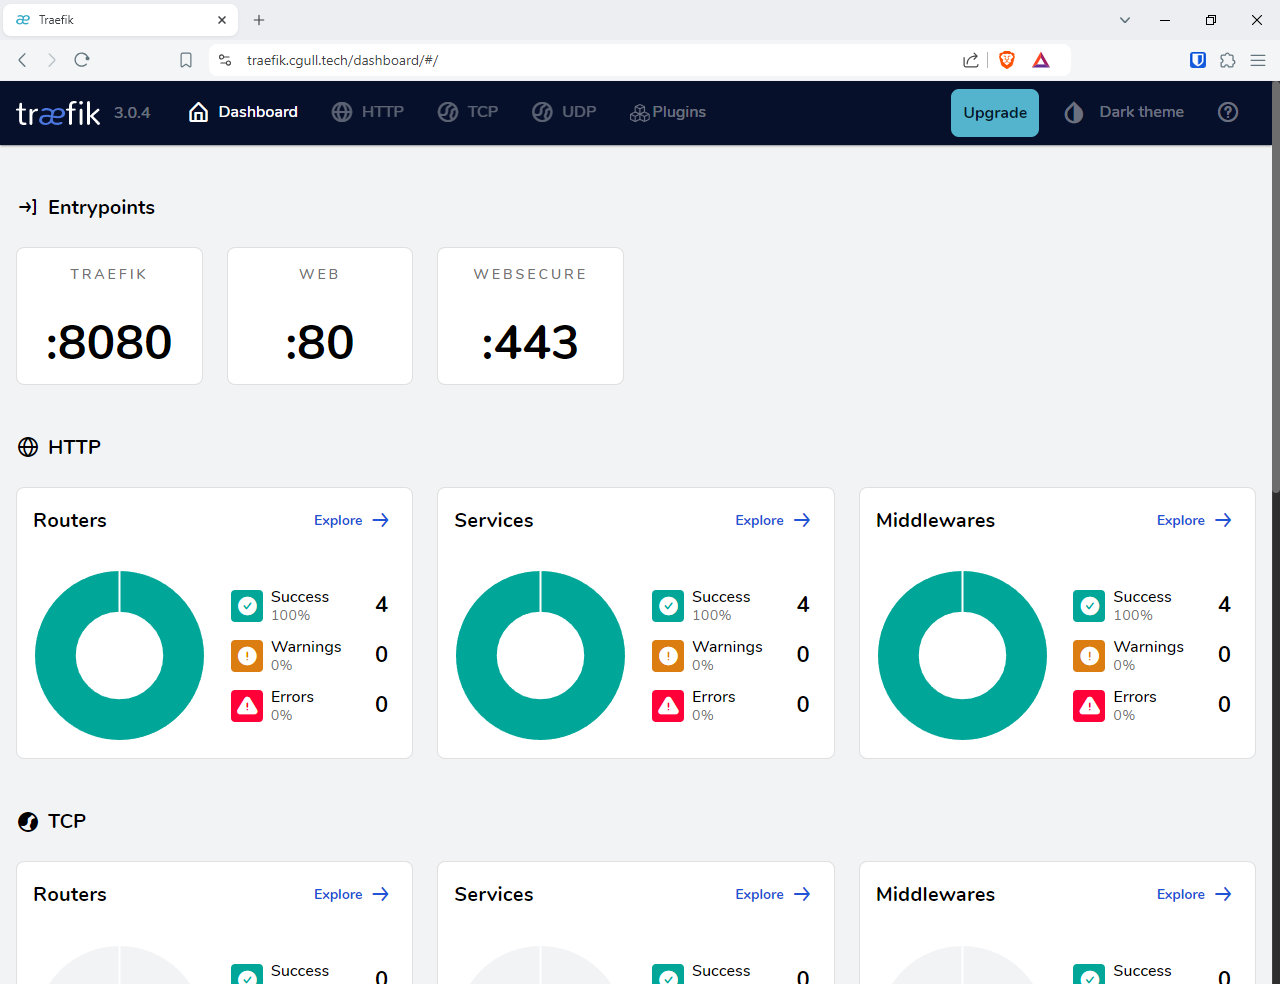 Traefik
traefik.cgull.tech/dashboard/#/
træfik 3.0.4 Dashboard HTTP TCP UDP Plugins Upgrade Dark theme
Entrypoints
TRAEFIK WEB WEBSECURE
:8080 :80 :443
HTTP
Routers Explore Services Explore Middlewares Explore
Success 4 Success 4 Success 4
100% 100% 100%
Warnings 0 Warnings 0 Warnings 0
0% 0% 0%
Errors 0 Errors 0 Errors 0
0% 0% 0%
TCP
Routers Explore Services Explore Middlewares Explore
Success 0 Success 0 Success 0